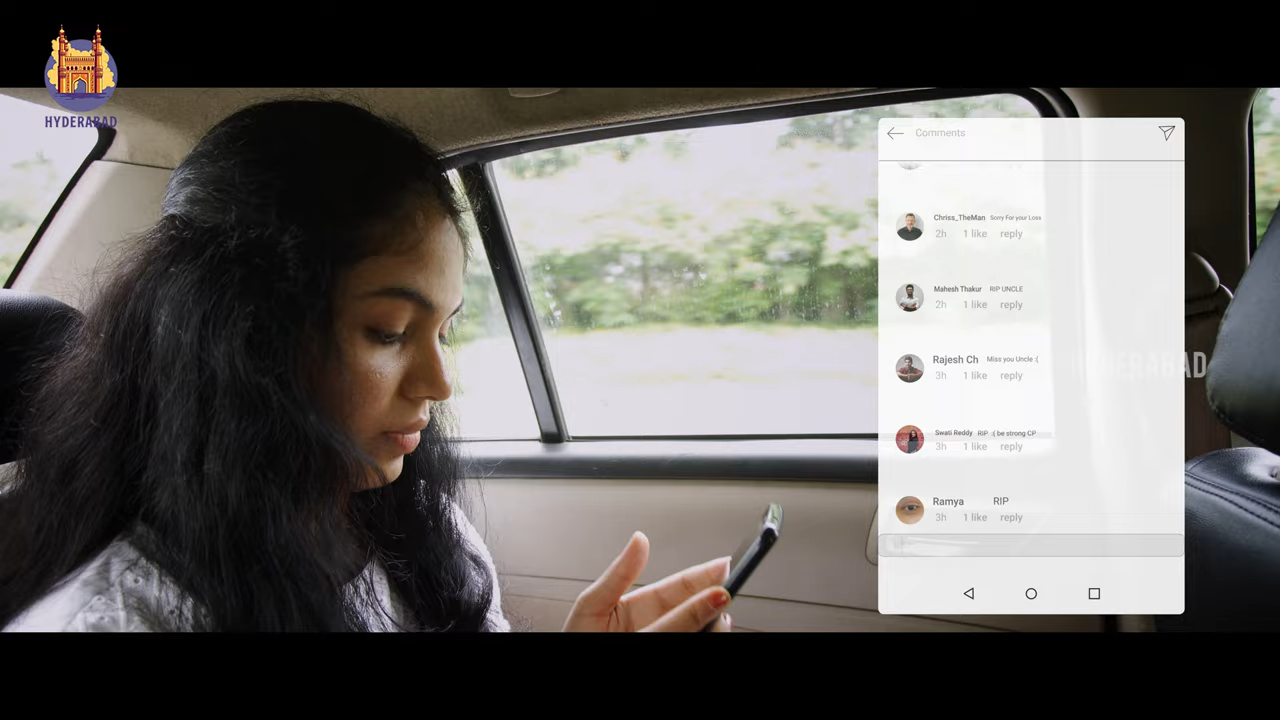 HYDERABAD
Comments
Chriss_TheMan Sorry For your Loss
2h 1 like reply
Mahesh Thakur RIP UNCLE
2h 1 like reply
Rajesh Ch Miss you Uncle :(
3h 1 like reply
HYDERABAD
Swati Reddy RIP :( be strong CP
3h 1 like reply
Ramya RIP
3h 1 like reply